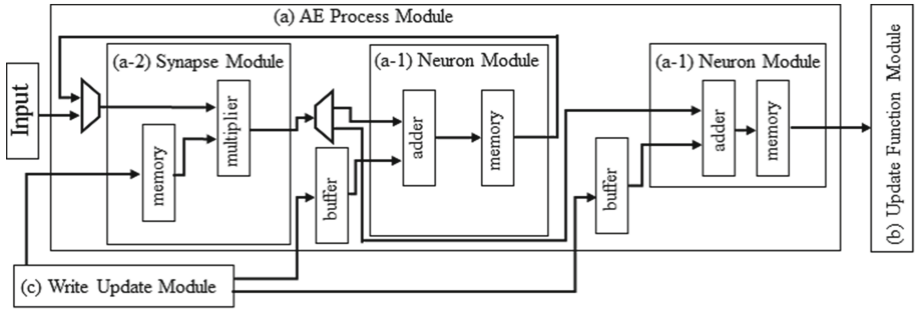 (a) AE Process Module
(a-2) Synapse Module
(a-1) Neuron Module
(a-1) Neuron Module
Input
memory
multiplier
buffer
adder
memory
buffer
adder
memory
(b) Update Function Module
(c) Write Update Module